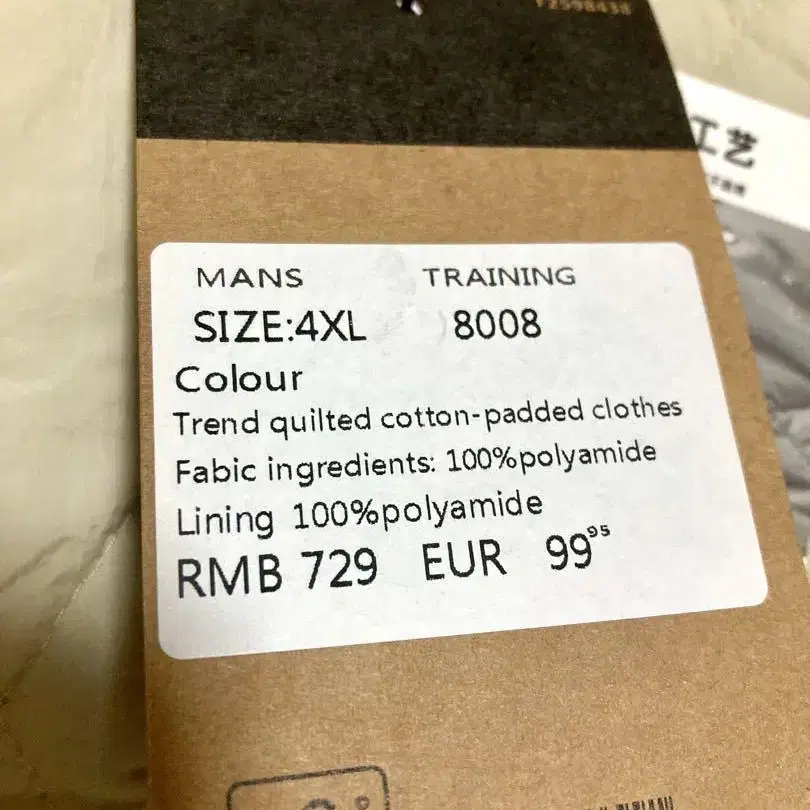 工艺
MANS TRAINING
SIZE:4XL 8008
Colour
Trend quilted cotton-padded clothes
Fabic ingredients: 100%polyamide
Lining 100%polyamide
RMB 729 EUR 99⁹⁵